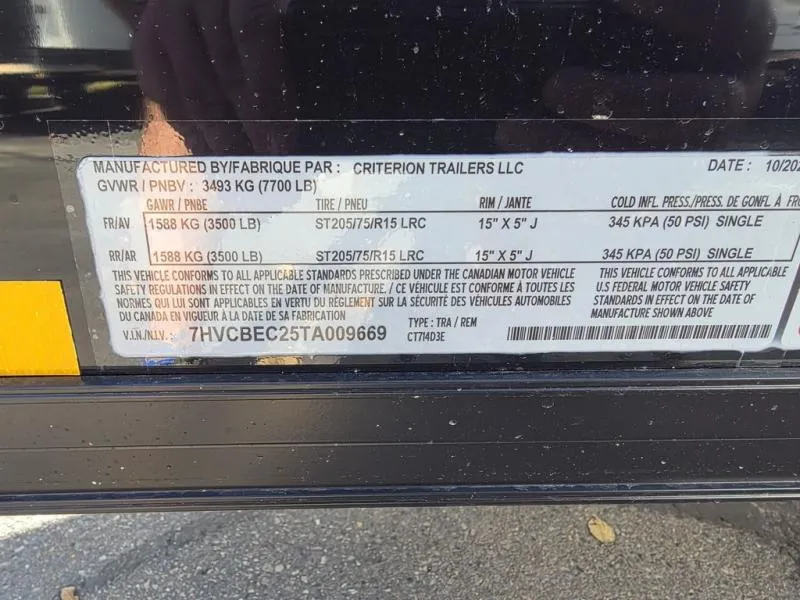 MANUFACTURED BY/FABRIQUE PAR : CRITERION TRAILERS LLC DATE : 10/202
GVWR / PNBV : 3493 KG (7700 LB)
GAWR / PNBE TIRE / PNEU RIM / JANTE COLD INFL. PRESS/PRESS. DE GONFL À FRO
FR/AV 1588 KG (3500 LB) ST205/75/R15 LRC 15" X 5" J 345 KPA (50 PSI) SINGLE
RR/AR 1588 KG (3500 LB) ST205/75/R15 LRC 15" X 5" J 345 KPA (50 PSI) SINGLE
THIS VEHICLE CONFORMS TO ALL APPLICABLE STANDARDS PRESCRIBED UNDER THE CANADIAN MOTOR VEHICLE
SAFETY REGULATIONS IN EFFECT ON THE DATE OF MANUFACTURE. / CE VÉHICULE EST CONFORME À TOUTES LES
NORMES QUI LUI SONT APPLICABLES EN VERTU DU RÈGLEMENT SUR LA SÉCURITÉ DES VÉHICULES AUTOMOBILES
DU CANADA EN VIGUEUR À LA DATE DE SA FABRICATION
THIS VEHICLE CONFORMS TO ALL APPLICABLE
U.S FEDERAL MOTOR VEHICLE SAFETY
STANDARDS IN EFFECT ON THE DATE OF
MANUFACTURE SHOWN ABOVE
V.I.N./N.I.V.: 7HVCBEC25TA009669
TYPE : TRA / REM
CT714D3E